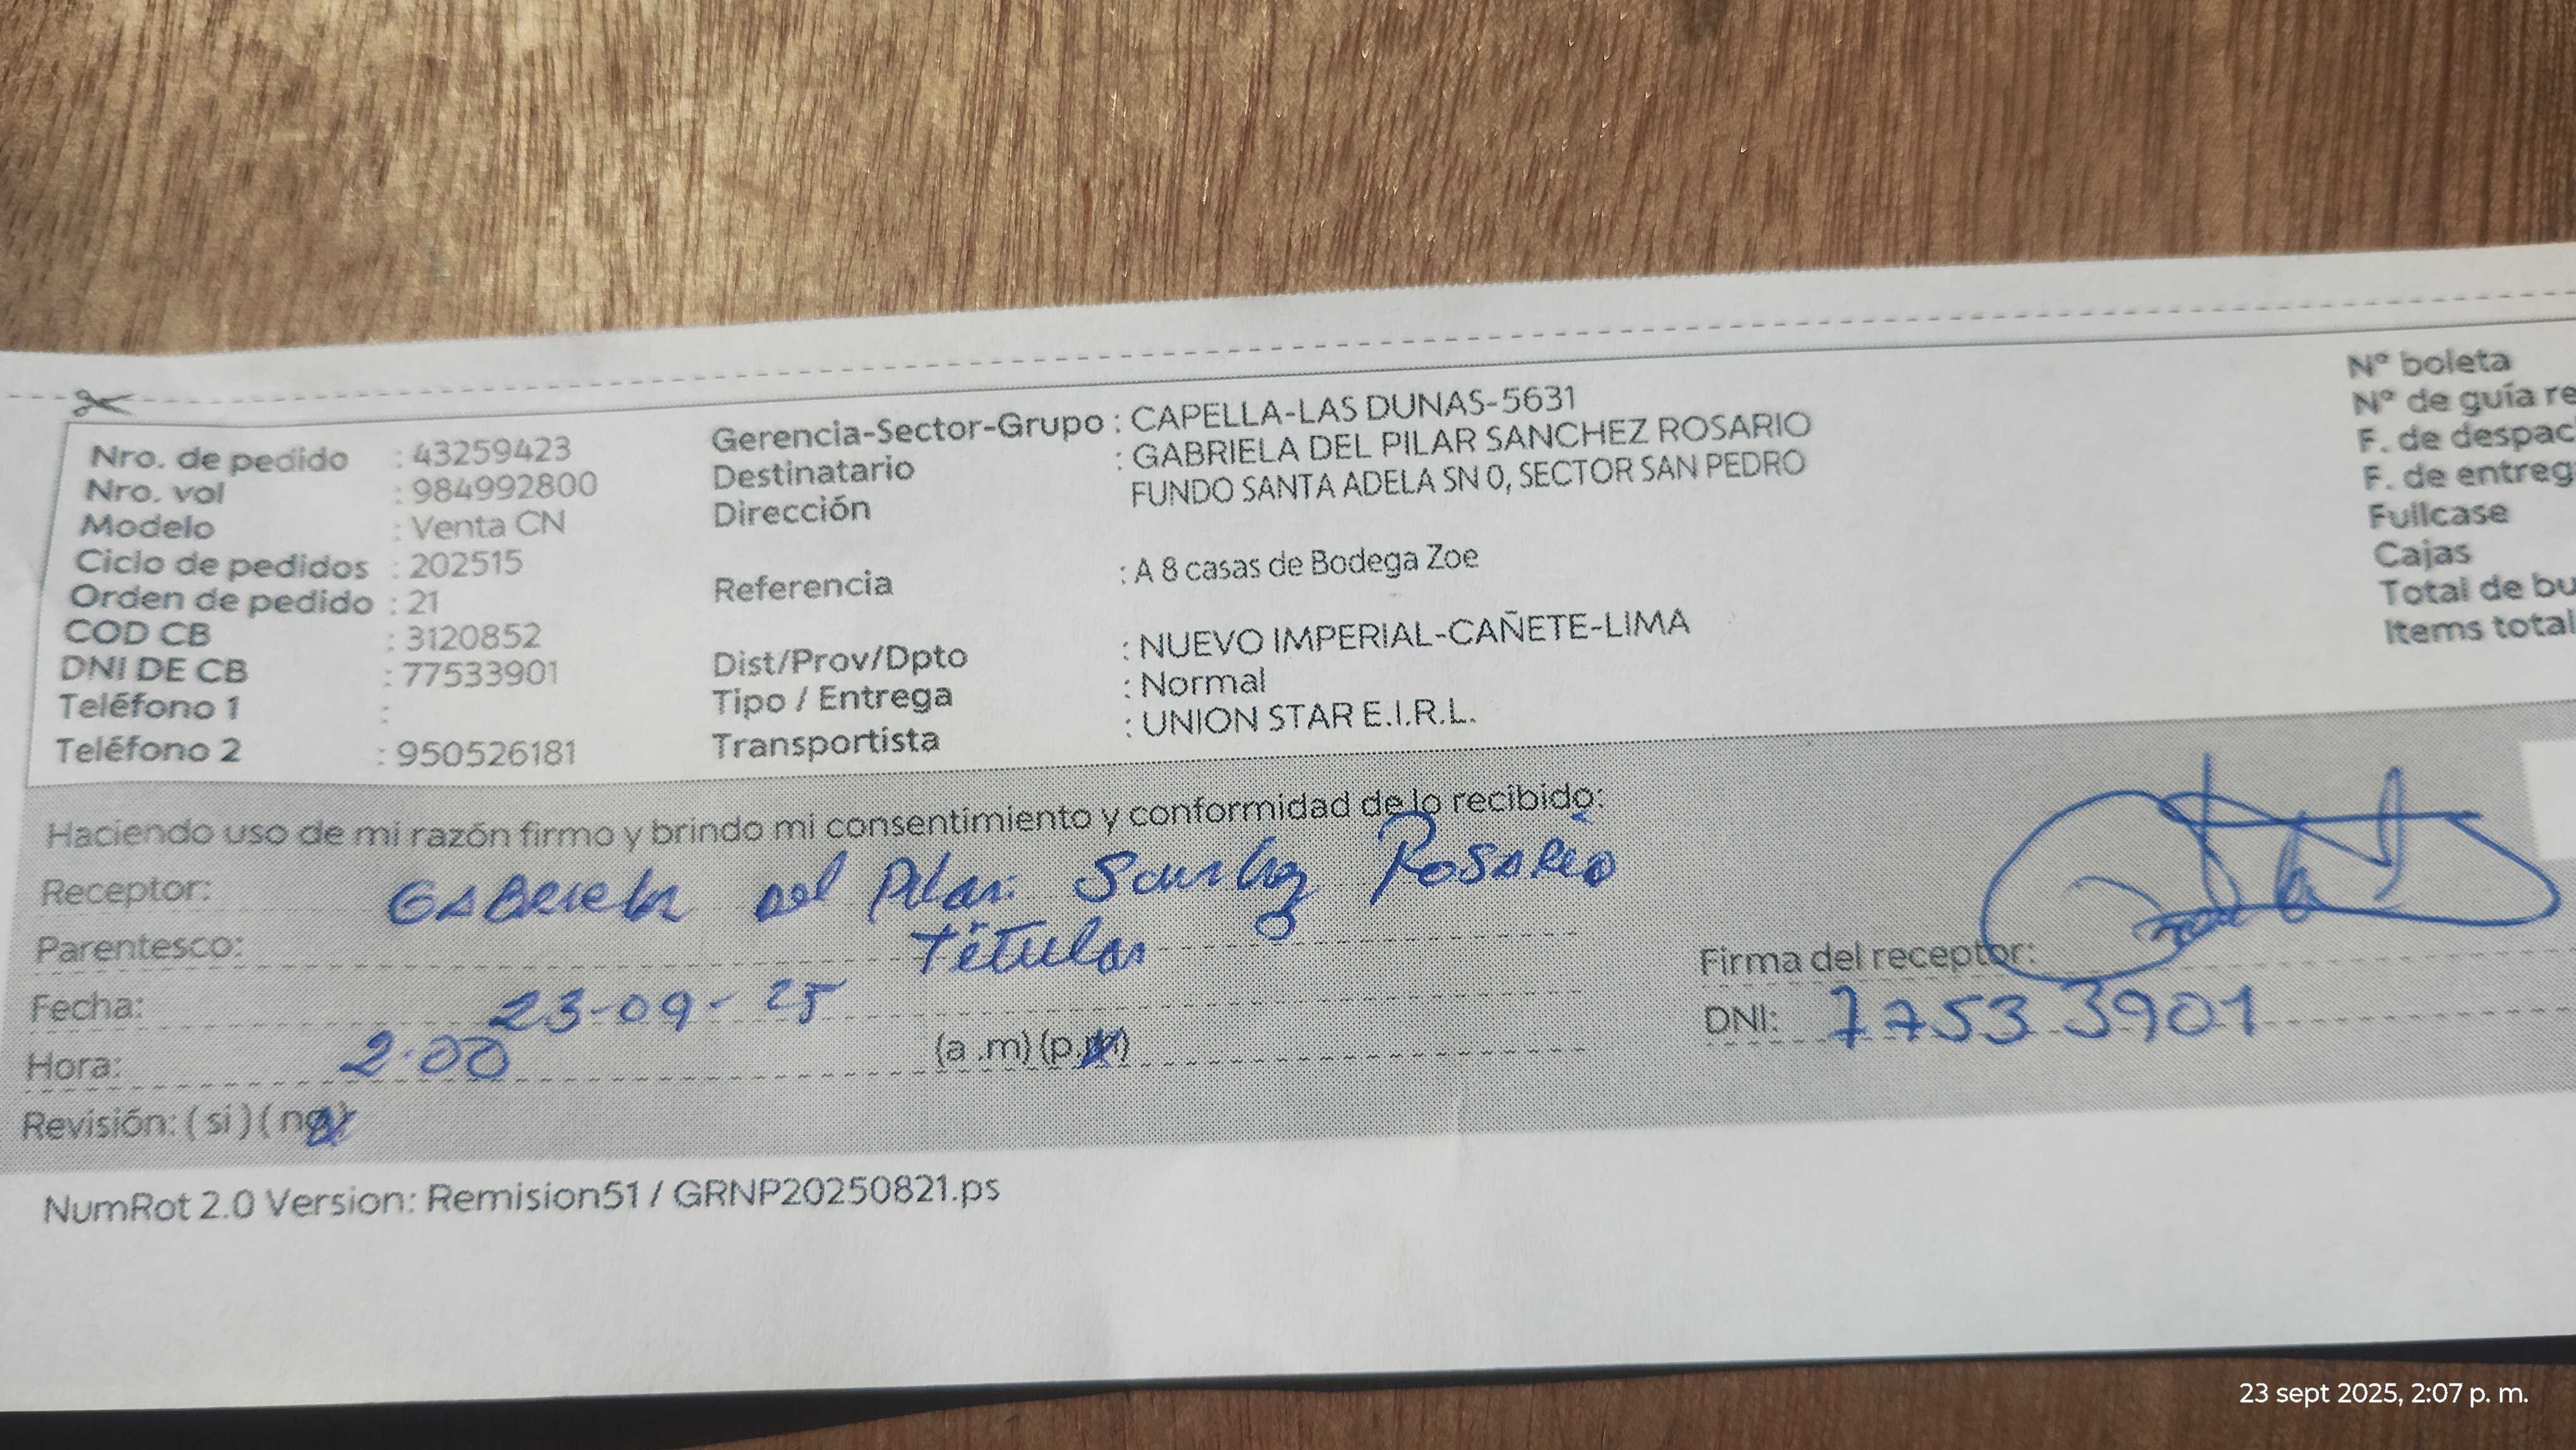 Nro. de pedido : 43259423
Nro. vol : 984992800
Modelo : Venta CN
Ciclo de pedidos : 202515
Orden de pedido : 21
COD CB : 3120852
DNI DE CB : 77533901
Teléfono 1 :
Teléfono 2 : 950526181
Gerencia-Sector-Grupo : CAPELLA-LAS DUNAS-5631
Destinatario : GABRIELA DEL PILAR SANCHEZ ROSARIO
Dirección FUNDO SANTA ADELA SN 0, SECTOR SAN PEDRO
Referencia : A 8 casas de Bodega Zoe
Dist/Prov/Dpto : NUEVO IMPERIAL-CAÑETE-LIMA
Tipo / Entrega : Normal
Transportista : UNION STAR E.I.R.L.
N° boleta
N° de guía re
F. de despac
F. de entreg
Fullcase
Cajas
Total de bu
Items total
Haciendo uso de mi razón firmo y brindo mi consentimiento y conformidad de lo recibido:
Receptor: GABRIELA Del Pilar Sanchez ROSARIO
Parentesco: Titular
Fecha: 23-09-25
Hora: 2:00 (a .m) (p.m)
Revisión: ( si ) ( no )
Firma del receptor:
DNI: 77533901
NumRot 2.0 Version: Remision51 / GRNP20250821.ps
23 sept 2025, 2:07 p. m.